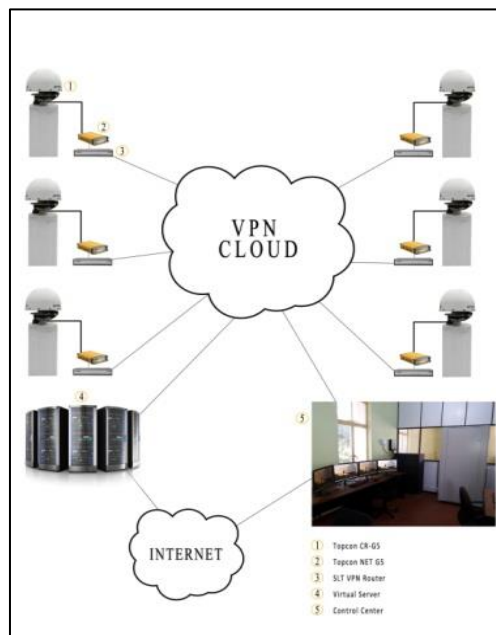 ①
②
③
VPN
CLOUD
④
⑤
INTERNET
① Topcon CR-G5
② Topcon NET G5
③ SLT VPN Router
④ Virtual Server
⑤ Control Center